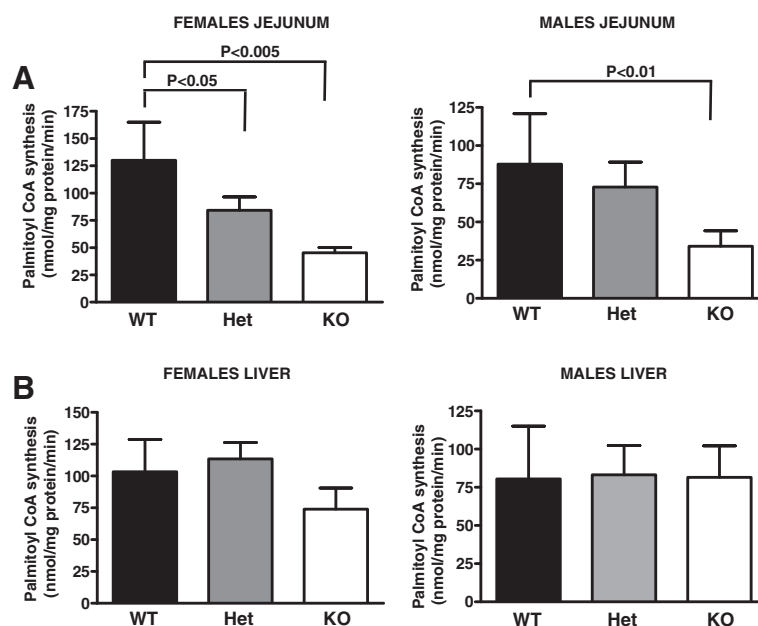 FEMALES JEJUNUM
MALES JEJUNUM
A
P<0.005
P<0.05
P<0.01
Palmitoyl CoA synthesis
(nmol/mg protein/min)
175
150
125
100
75
50
25
0
WT Het KO
Palmitoyl CoA synthesis
(nmol/mg protein/min)
125
100
75
50
25
0
WT Het KO
B
FEMALES LIVER
MALES LIVER
Palmitoyl CoA synthesis
(nmol/mg protein/min)
150
125
100
75
50
25
0
WT Het KO
Palmitoyl CoA synthesis
(nmol/mg protein/min)
125
100
75
50
25
0
WT Het KO